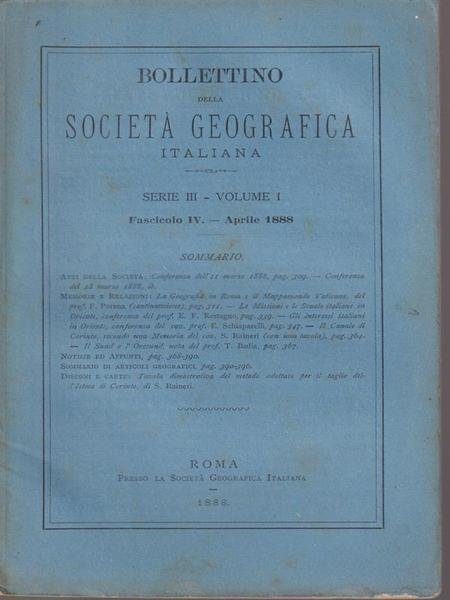 BOLLETTINO
DELLA
SOCIETÀ GEOGRAFICA
ITALIANA
SERIE III - VOLUME I
Fascicolo IV. — Aprile 1888
SOMMARIO.
ATTI DELLA SOCIETÀ: Conferenza dell'11 marzo 1888, pag. 309. — Conferenza
del 18 marzo 1888, ib.
MEMORIE E RELAZIONI: La Geografia in Roma e il Mappamondo Vaticano, del
prof. F. Porena (continuazione), pag. 311. — Le Missioni e le Scuole italiane in
Oriente, conferenza del prof. E. F. Restagno, pag. 339. — Gli interessi italiani
in Oriente, conferenza del cav. prof. E. Schiaparelli, pag. 347. — Il Canale di
Corinto, secondo una Memoria del cav. S. Raineri (con una tavola), pag. 364.
— Il Sund e l'Oresund, nota del prof. T. Badia, pag. 367.
NOTIZIE ED APPUNTI, pag. 368-390.
SOMMARIO DI ARTICOLI GEOGRAFICI, pag. 390-396.
DISEGNI E CARTE: Tavola dimostrativa del metodo adottato per il taglio del-
l'Istmo di Corinto, di S. Raineri.
ROMA
PRESSO LA SOCIETÀ GEOGRAFICA ITALIANA
1888.